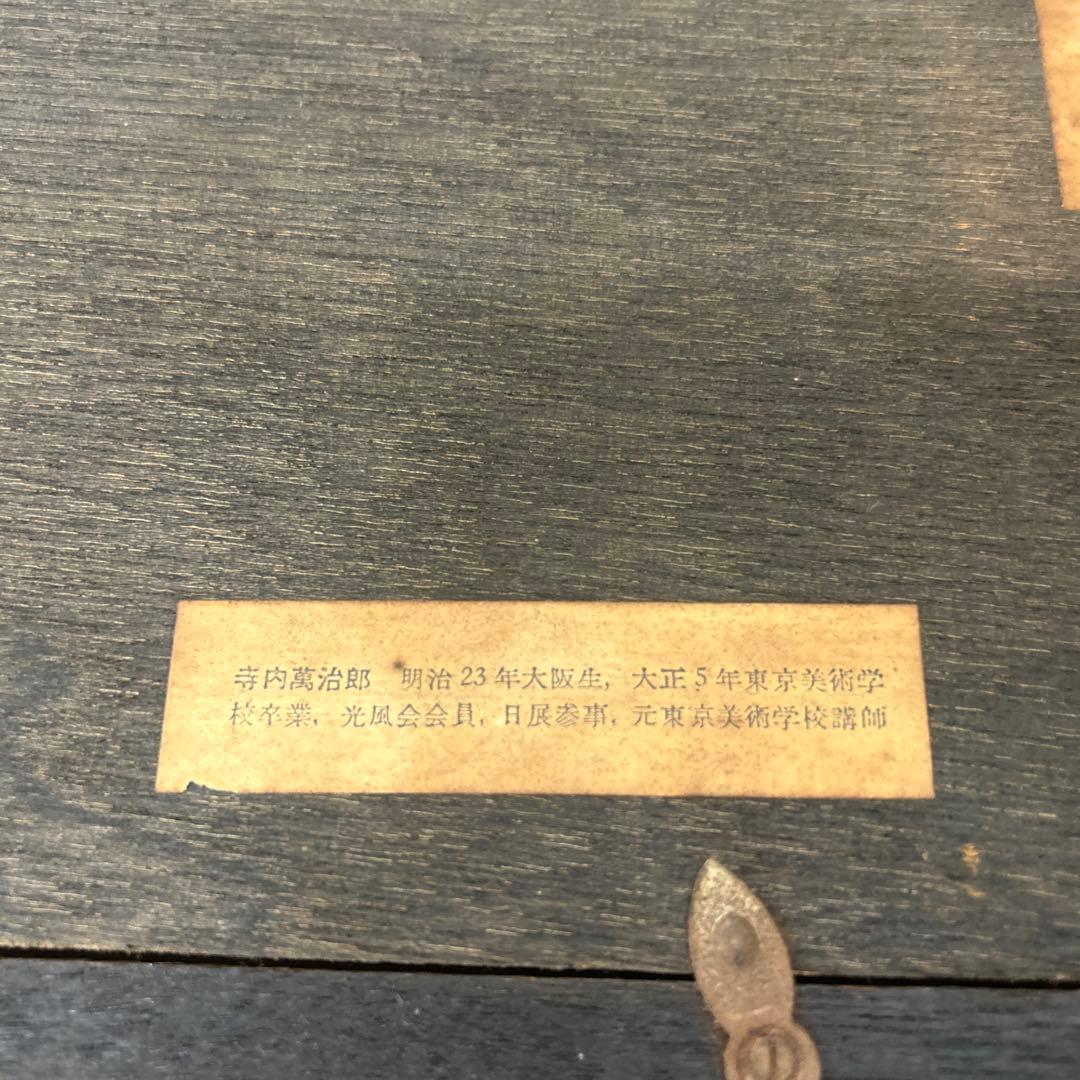 寺内萬治郎　明治23年大阪生，大正5年東京美術学
校卒業，光風会会員，日展参事，元東京美術学校講師